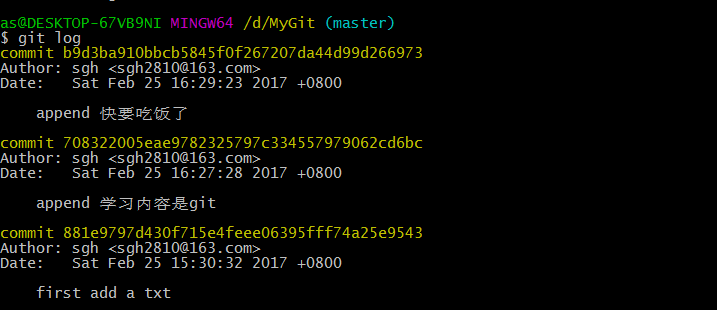 as@DESKTOP-67VB9NI MINGW64 /d/MyGit (master)
$ git log
commit b9d3ba910bbcb5845f0f267207da44d99d266973
Author: sgh <sgh2810@163.com>
Date:   Sat Feb 25 16:29:23 2017 +0800
append 快要吃饭了
commit 708322005eae9782325797c334557979062cd6bc
Author: sgh <sgh2810@163.com>
Date:   Sat Feb 25 16:27:28 2017 +0800
append 学习内容是git
commit 881e9797d430f715e4feee06395fff74a25e9543
Author: sgh <sgh2810@163.com>
Date:   Sat Feb 25 15:30:32 2017 +0800
first add a txt